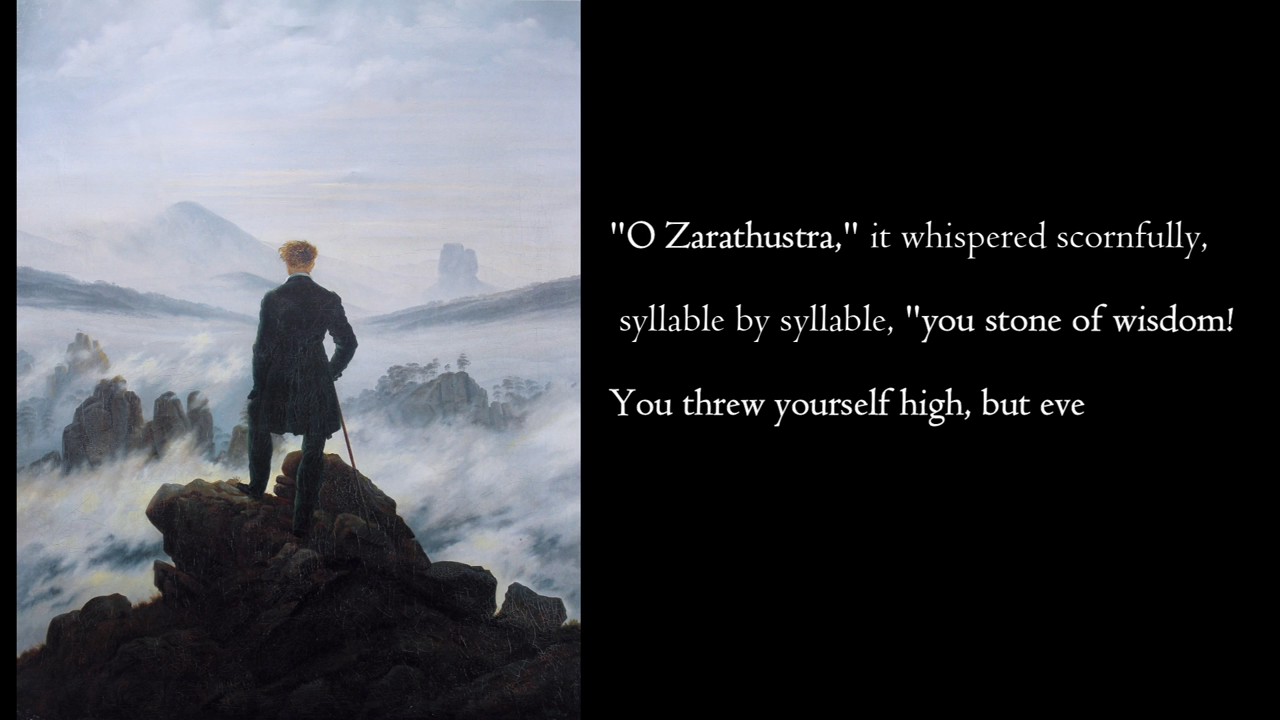 "O Zarathustra," it whispered scornfully,
syllable by syllable, "you stone of wisdom!
You threw yourself high, but eve